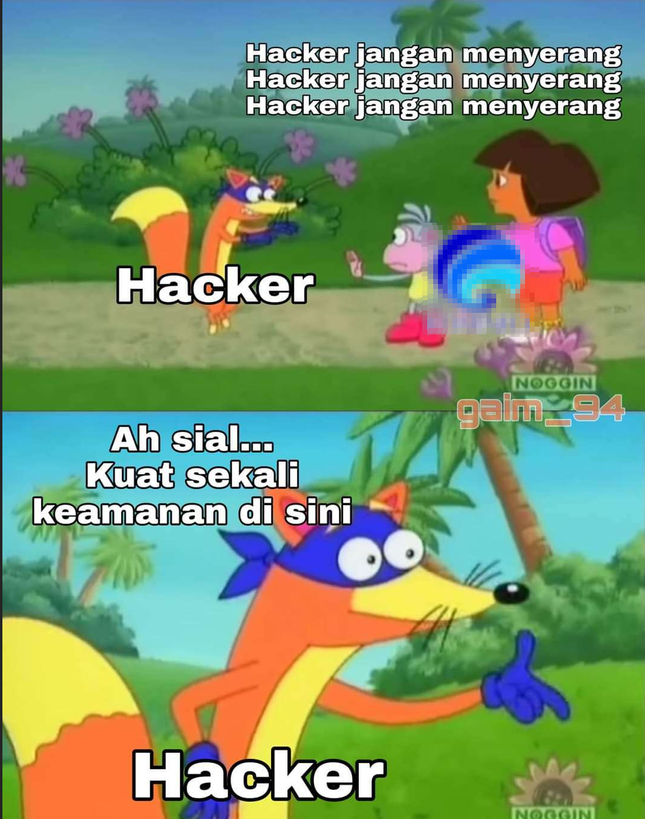 Hacker jangan menyerang
Hacker jangan menyerang
Hacker jangan menyerang
Hacker
NOGGIN
gaim_94
Ah sial...
Kuat sekali
keamanan di sini
Hacker
NOGGIN